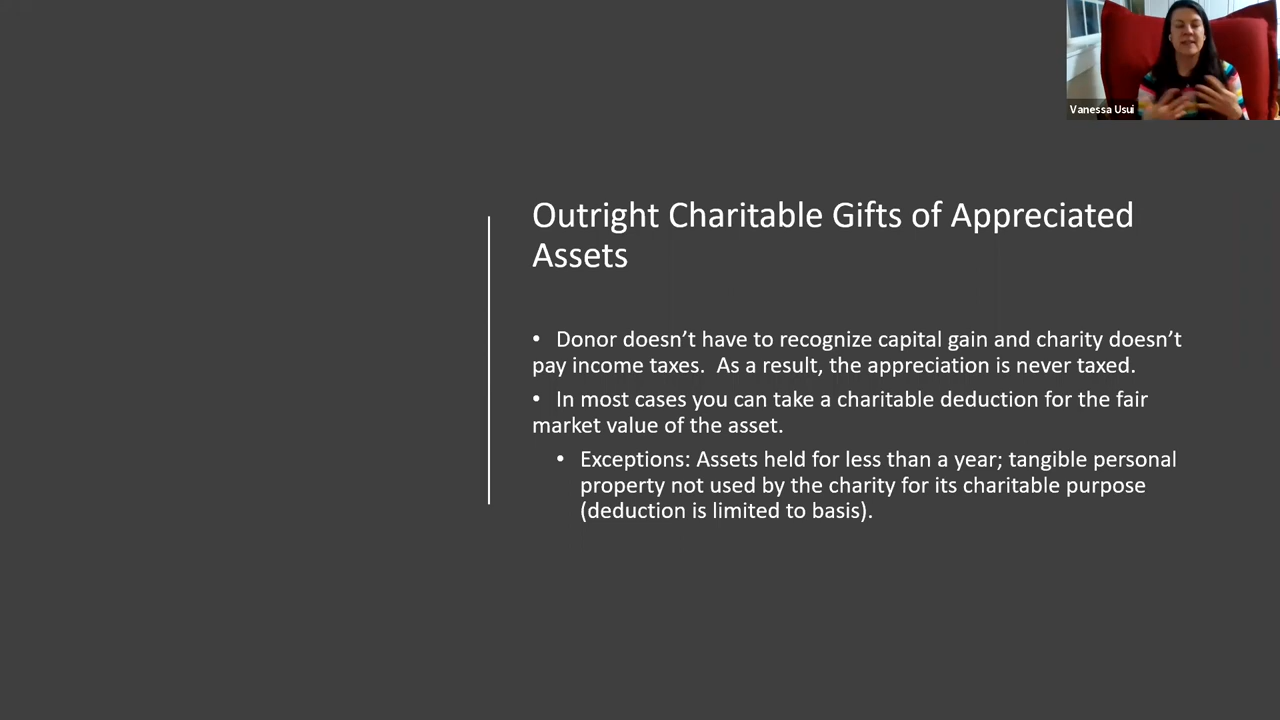 Vanessa Usui
Outright Charitable Gifts of Appreciated
Assets
• Donor doesn’t have to recognize capital gain and charity doesn’t
pay income taxes.  As a result, the appreciation is never taxed.
• In most cases you can take a charitable deduction for the fair
market value of the asset.
• Exceptions: Assets held for less than a year; tangible personal
property not used by the charity for its charitable purpose
(deduction is limited to basis).